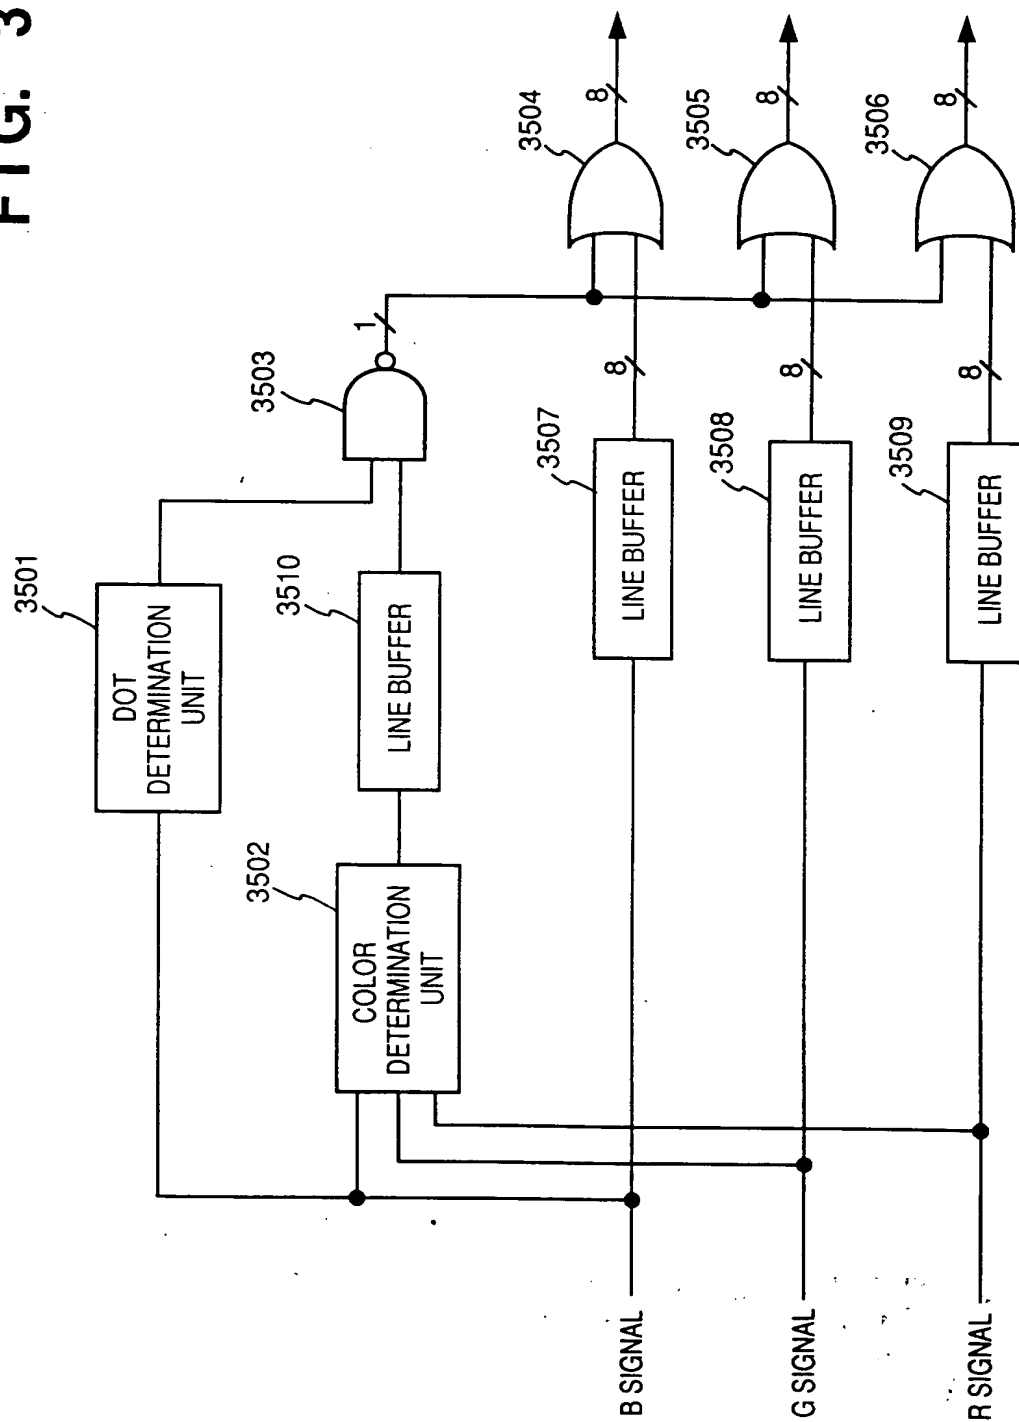 FIG. 3
3501
DOT
DETERMINATION
UNIT
3502
COLOR
DETERMINATION
UNIT
3510
LINE BUFFER
3503
1
B SIGNAL
3507
LINE BUFFER
8
3504
8
G SIGNAL
3508
LINE BUFFER
8
3505
8
R SIGNAL
3509
LINE BUFFER
8
3506
8